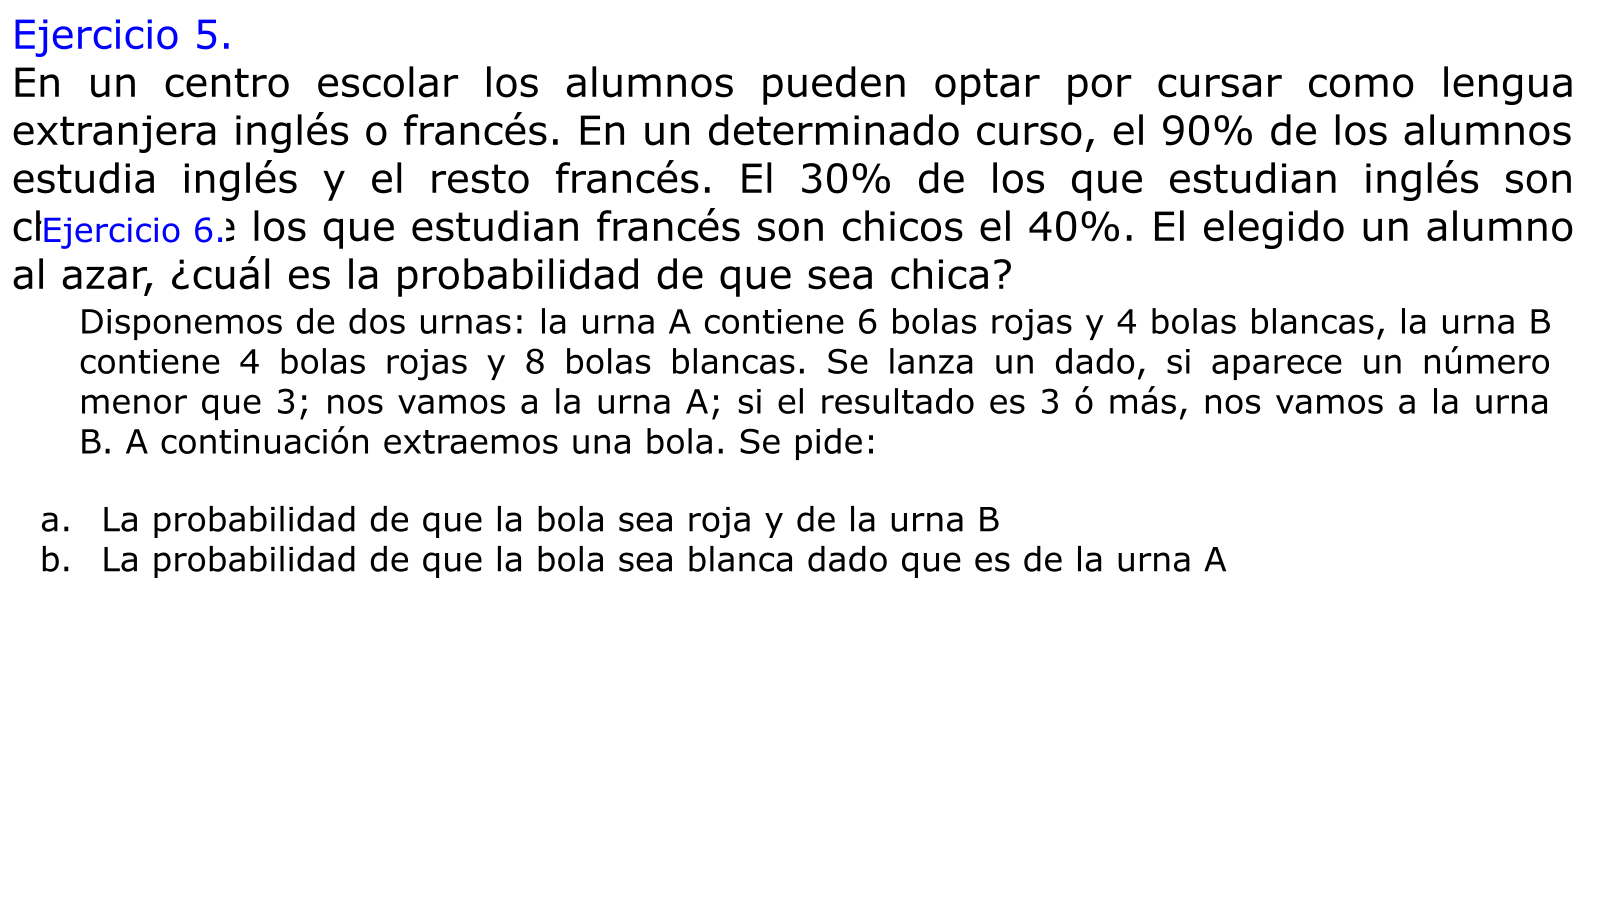 Ejercicio 5.
En un centro escolar los alumnos pueden optar por cursar como lengua
extranjera inglés o francés. En un determinado curso, el 90% de los alumnos
estudia inglés y el resto francés. El 30% de los que estudian inglés son
los que estudian francés son chicos el 40%. El elegido un alumno
Ejercicio 6.
al azar, ¿cuál es la probabilidad de que sea chica?
Disponemos de dos urnas: la urna A contiene 6 bolas rojas y 4 bolas blancas, la urna B
contiene 4 bolas rojas y 8 bolas blancas. Se lanza un dado, si aparece un número
menor que 3; nos vamos a la urna A; si el resultado es 3 ó más, nos vamos a la urna
B. A continuación extraemos una bola. Se pide:
a. La probabilidad de que la bola sea roja y de la urna B
b. La probabilidad de que la bola sea blanca dado que es de la urna A